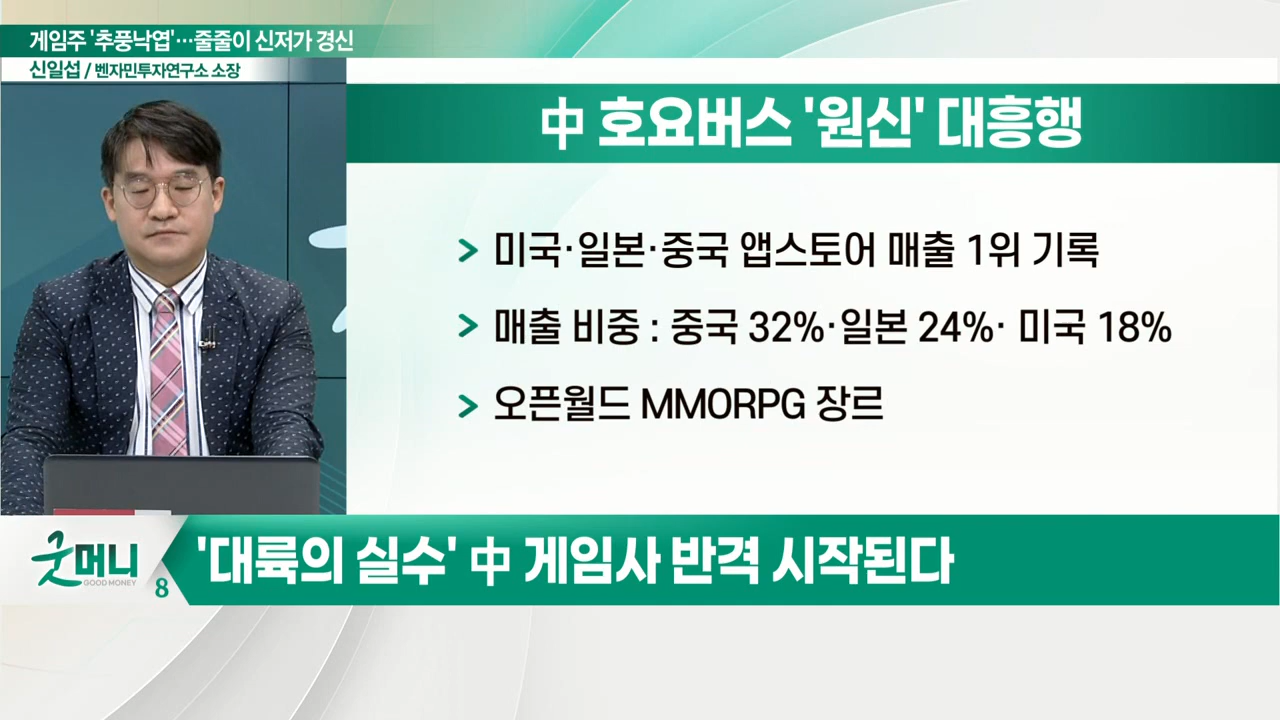 게임주 '추풍낙엽'…줄줄이 신저가 경신
신일섭 / 벤자민투자연구소 소장
中 호요버스 '원신' 대흥행
> 미국·일본·중국 앱스토어 매출 1위 기록
> 매출 비중 : 중국 32%·일본 24%· 미국 18%
> 오픈월드 MMORPG 장르
굿머니
GOOD MONEY
8
'대륙의 실수' 中 게임사 반격 시작된다